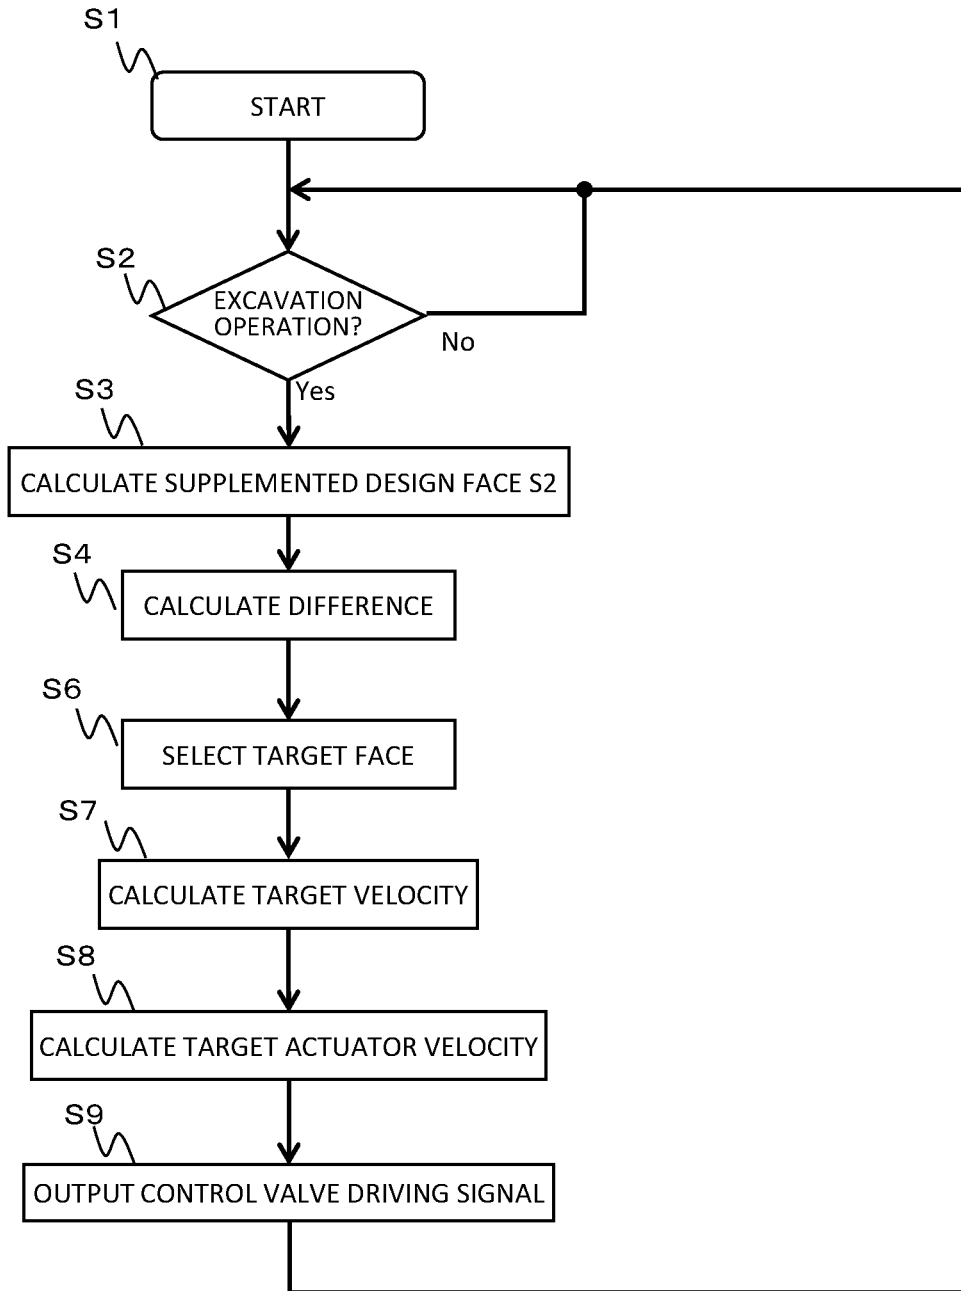 S1
START
S2
EXCAVATION
OPERATION?
No
Yes
S3
CALCULATE SUPPLEMENTED DESIGN FACE S2
S4
CALCULATE DIFFERENCE
S6
SELECT TARGET FACE
S7
CALCULATE TARGET VELOCITY
S8
CALCULATE TARGET ACTUATOR VELOCITY
S9
OUTPUT CONTROL VALVE DRIVING SIGNAL